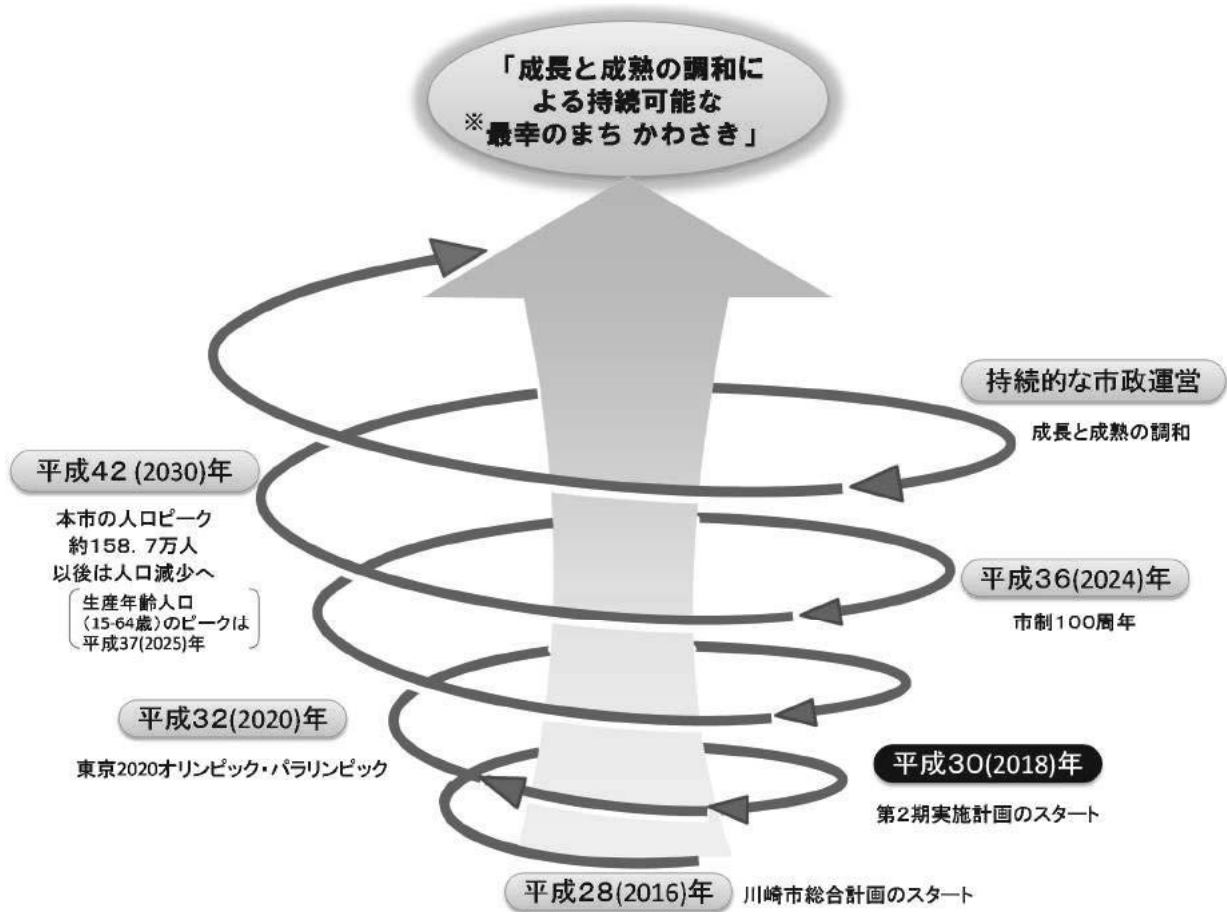 「成長と成熟の調和に
よる持続可能な
※最幸のまち かわさき」
持続的な市政運営
成長と成熟の調和
平成42(2030)年
本市の人口ピーク
約158.7万人
以後は人口減少へ
生産年齢人口
(15-64歳)のピークは
平成37(2025)年
平成36(2024)年
市制100周年
平成32(2020)年
東京2020オリンピック・パラリンピック
平成30(2018)年
第2期実施計画のスタート
平成28(2016)年 川崎市総合計画のスタート